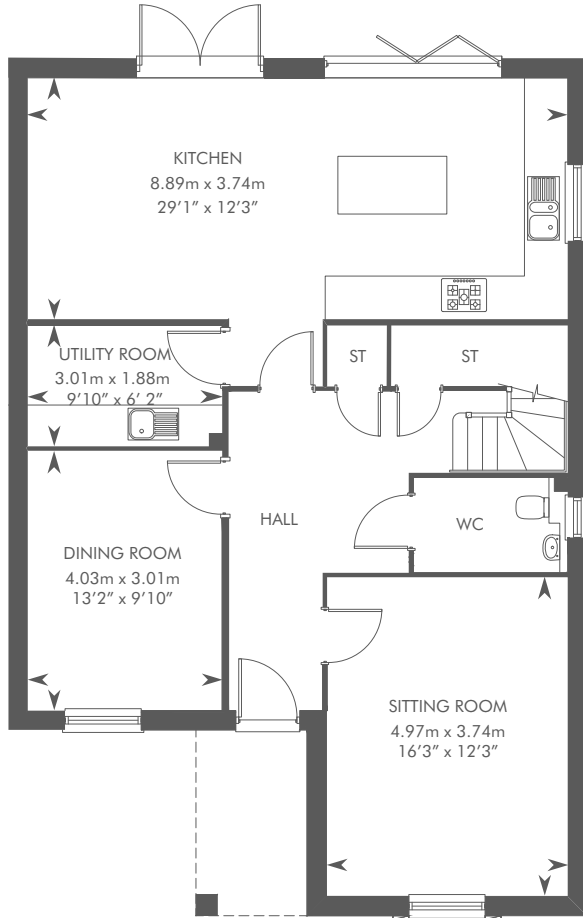 KITCHEN
8.89m x 3.74m
29’1” x 12’3”
UTILITY ROOM
3.01m x 1.88m
9’10” x 6’ 2”
ST
ST
HALL
WC
DINING ROOM
4.03m x 3.01m
13’2” x 9’10”
SITTING ROOM
4.97m x 3.74m
16’3” x 12’3”